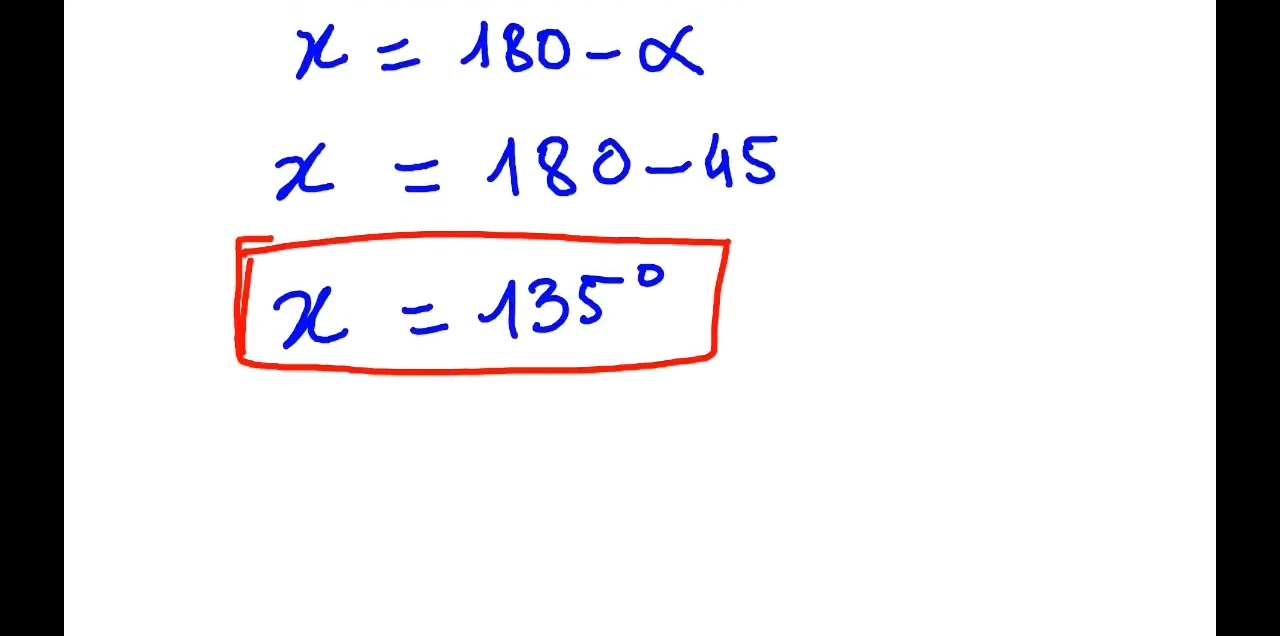 x = 180 - α
x = 180 - 45
x = 135°